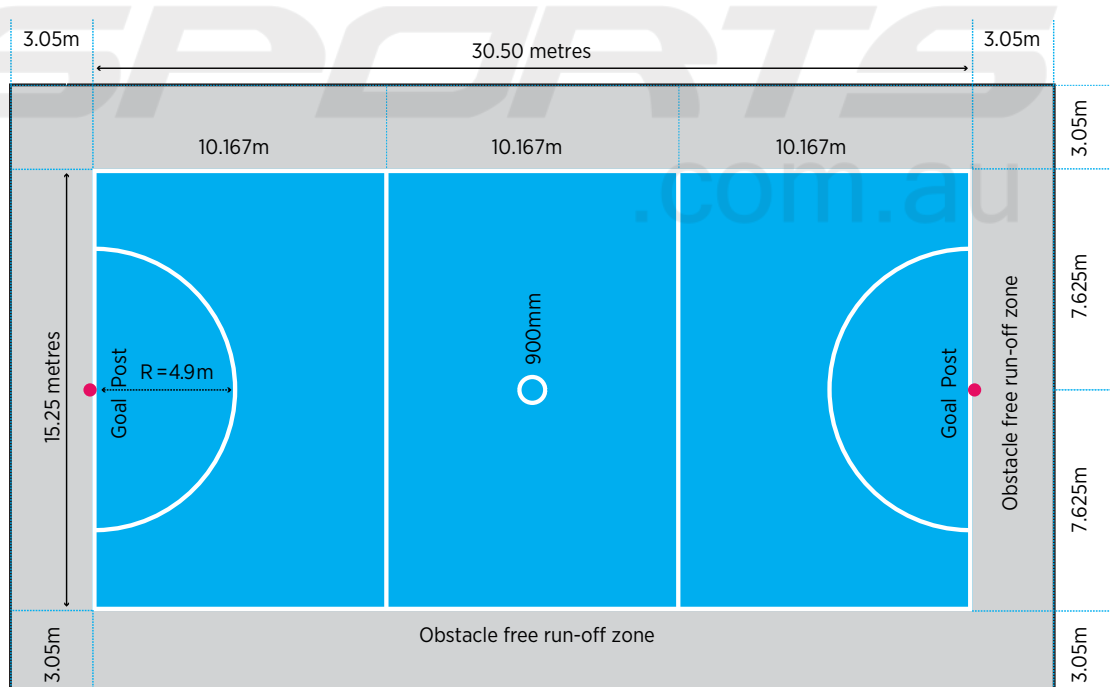 SPORTS
.com.au
3.05m
30.50 metres
3.05m
10.167m
10.167m
10.167m
3.05m
7.625m
7.625m
3.05m
15.25 metres
Goal Post
R=4.9m
900mm
Goal Post
Obstacle free run-off zone
3.05m
Obstacle free run-off zone